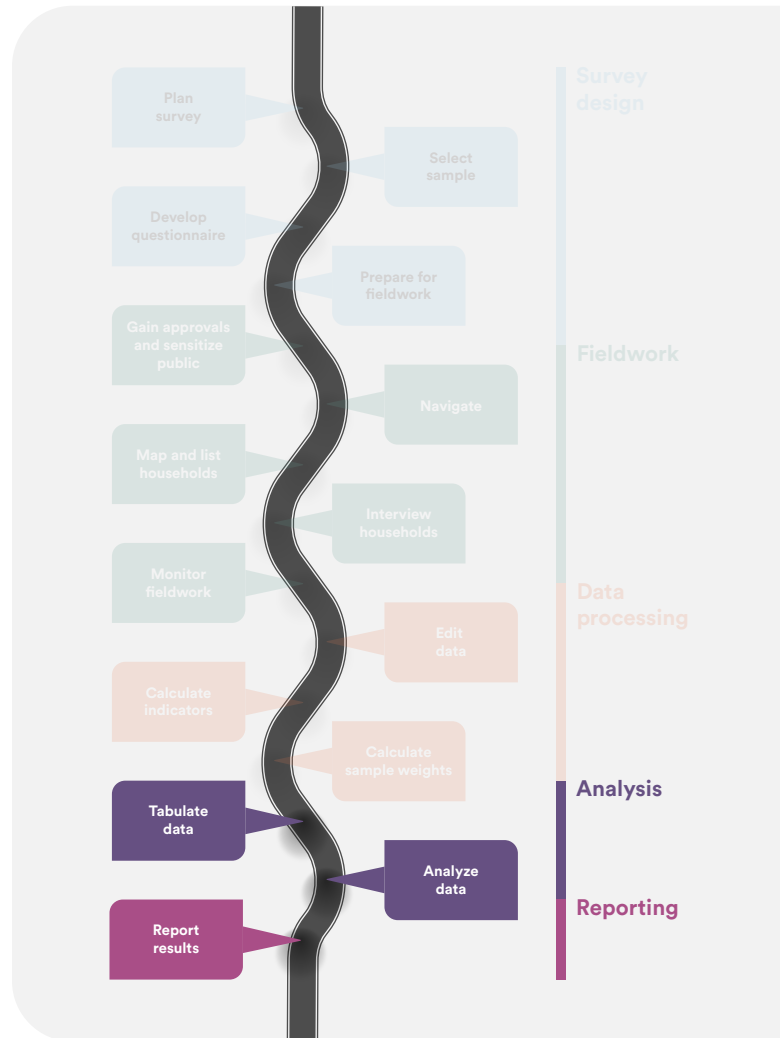 Survey
design
Plan
survey
Select
sample
Develop
questionnaire
Prepare for
fieldwork
Gain approvals
and sensitize
public
Fieldwork
Navigate
Map and list
households
Interview
households
Monitor
fieldwork
Data
processing
Edit
data
Calculate
indicators
Calculate
sample weights
Analysis
Tabulate
data
Analyze
data
Reporting
Report
results